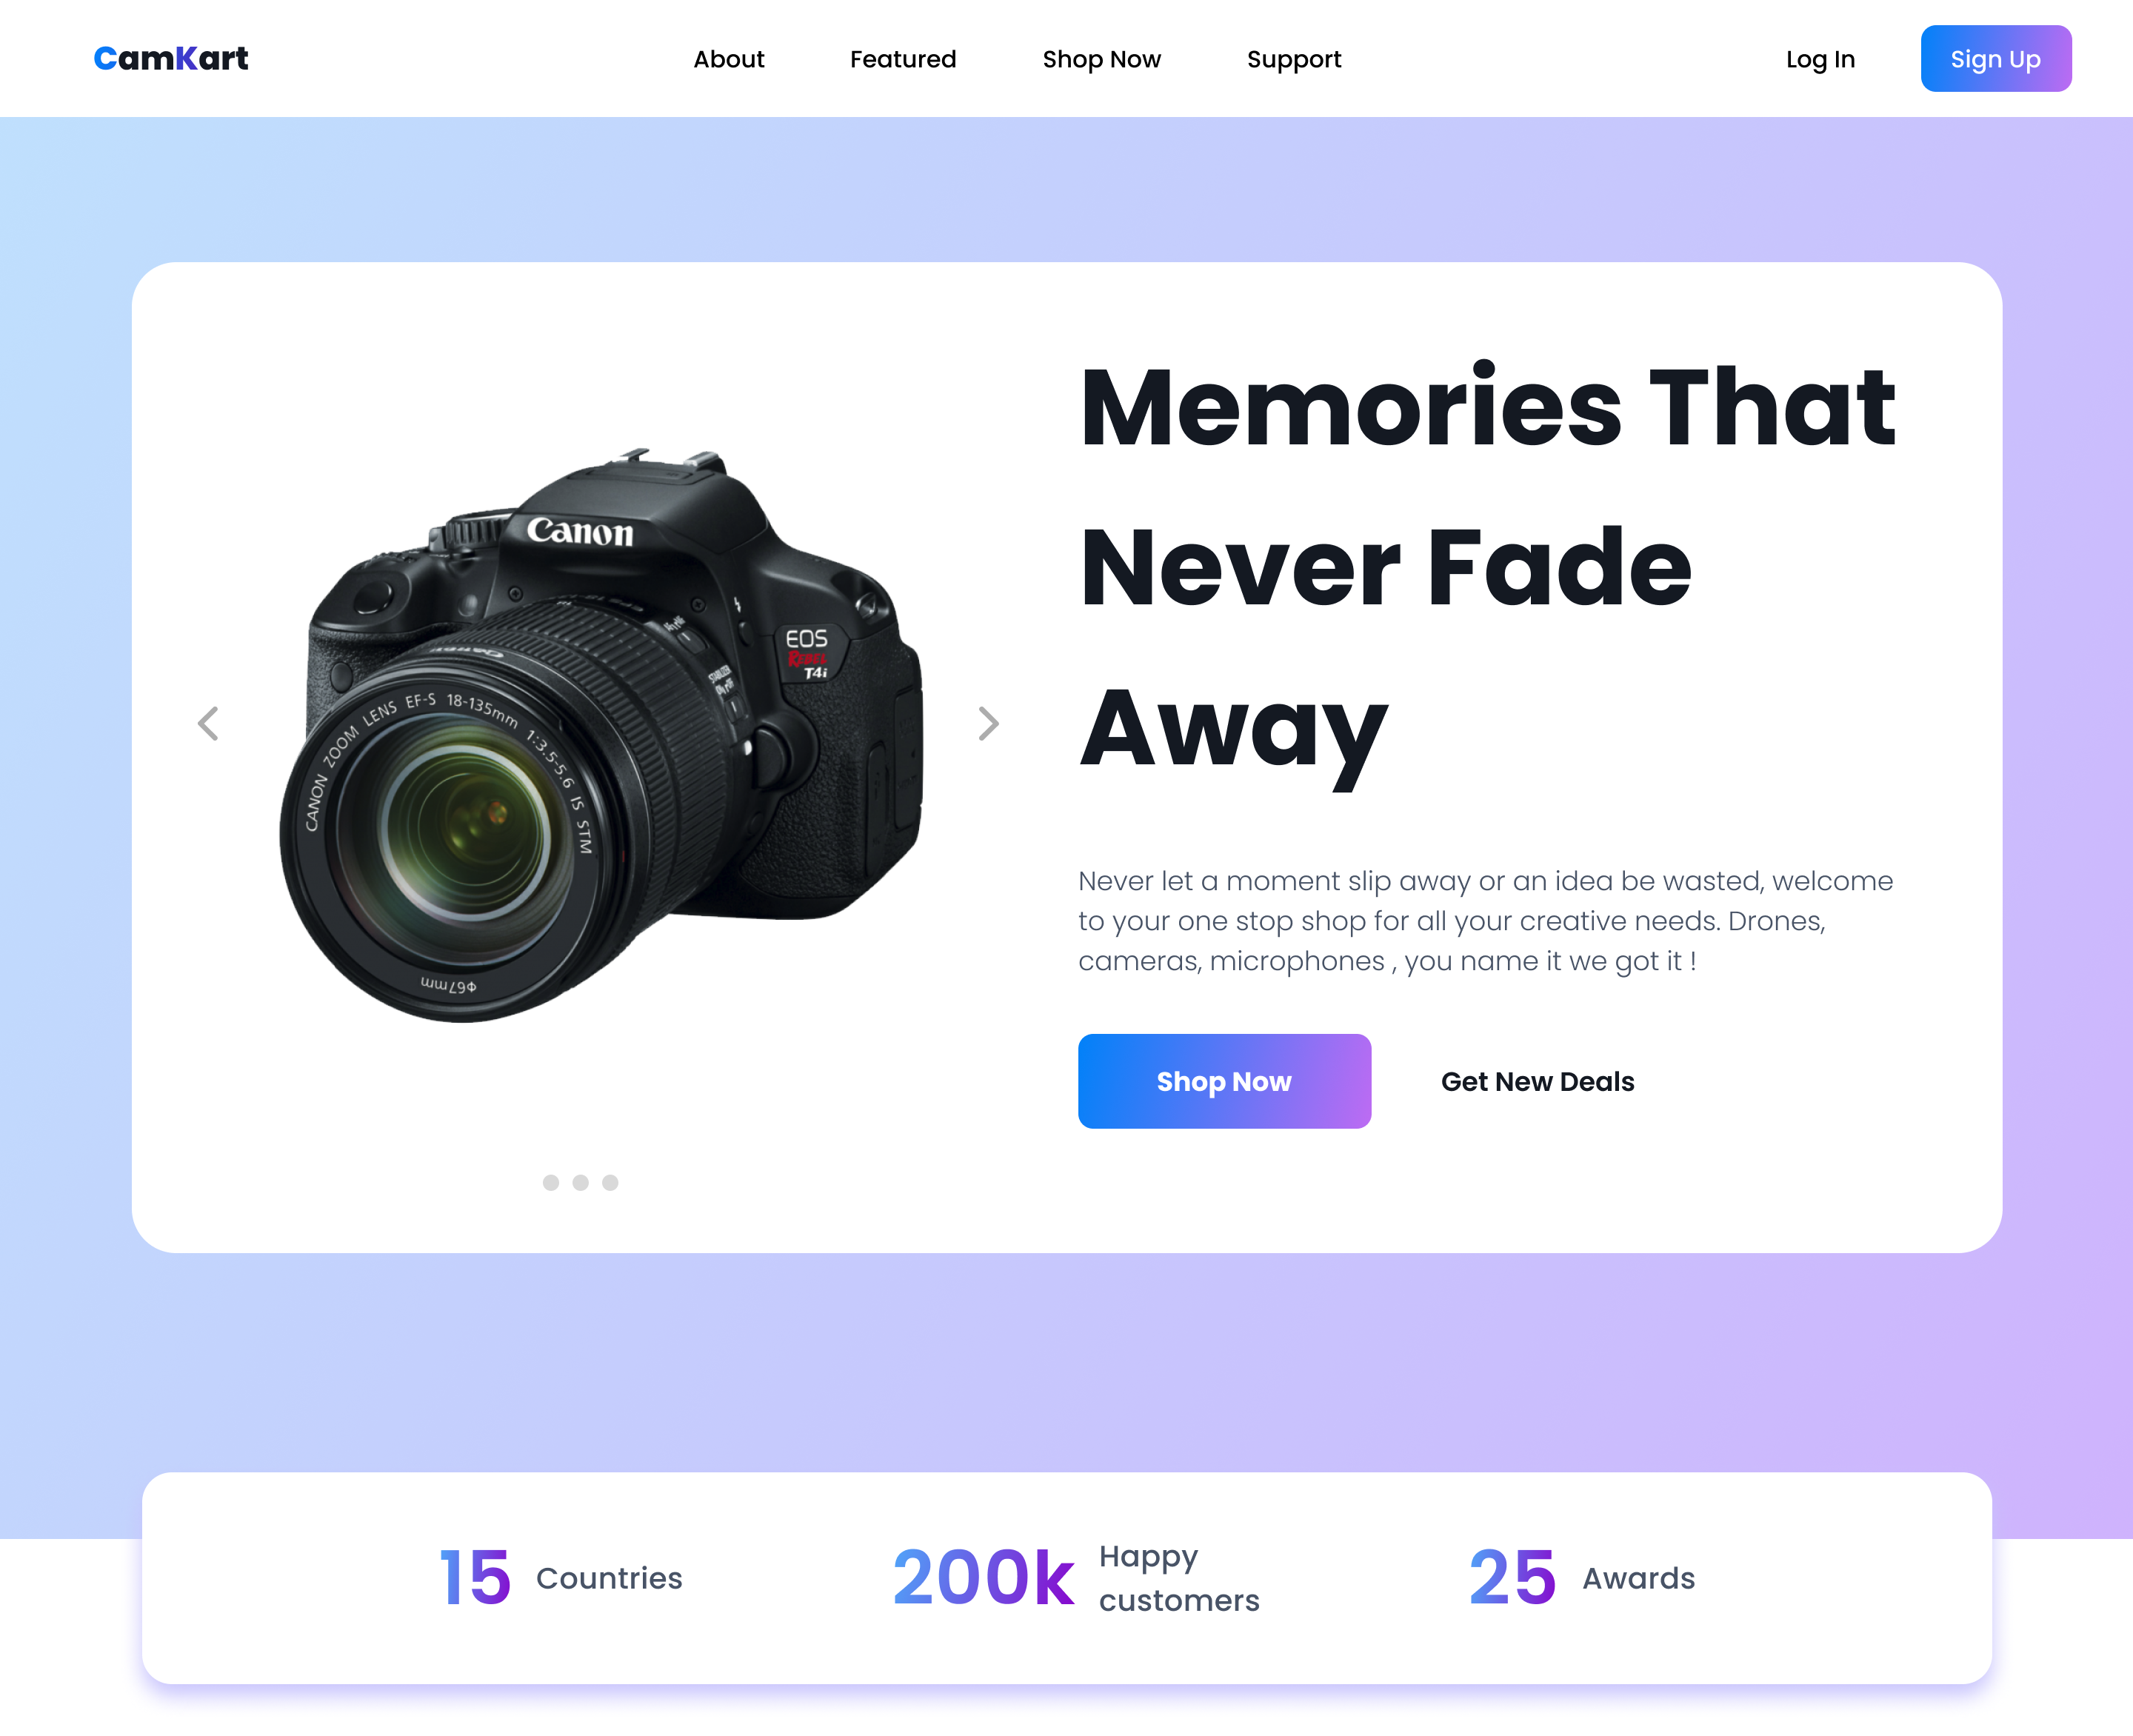 CamKart
About
Featured
Shop Now
Support
Log In
Sign Up
Memories That
Never Fade
Away
Canon
EOS
REBEL
T4i
STABILIZER
CANON ZOOM LENS EF-S 18-135mm 1:3.5-5.6 IS STM
Φ67mm
Never let a moment slip away or an idea be wasted, welcome
to your one stop shop for all your creative needs. Drones,
cameras, microphones , you name it we got it !
Shop Now
Get New Deals
15 Countries
200k Happy
customers
25 Awards